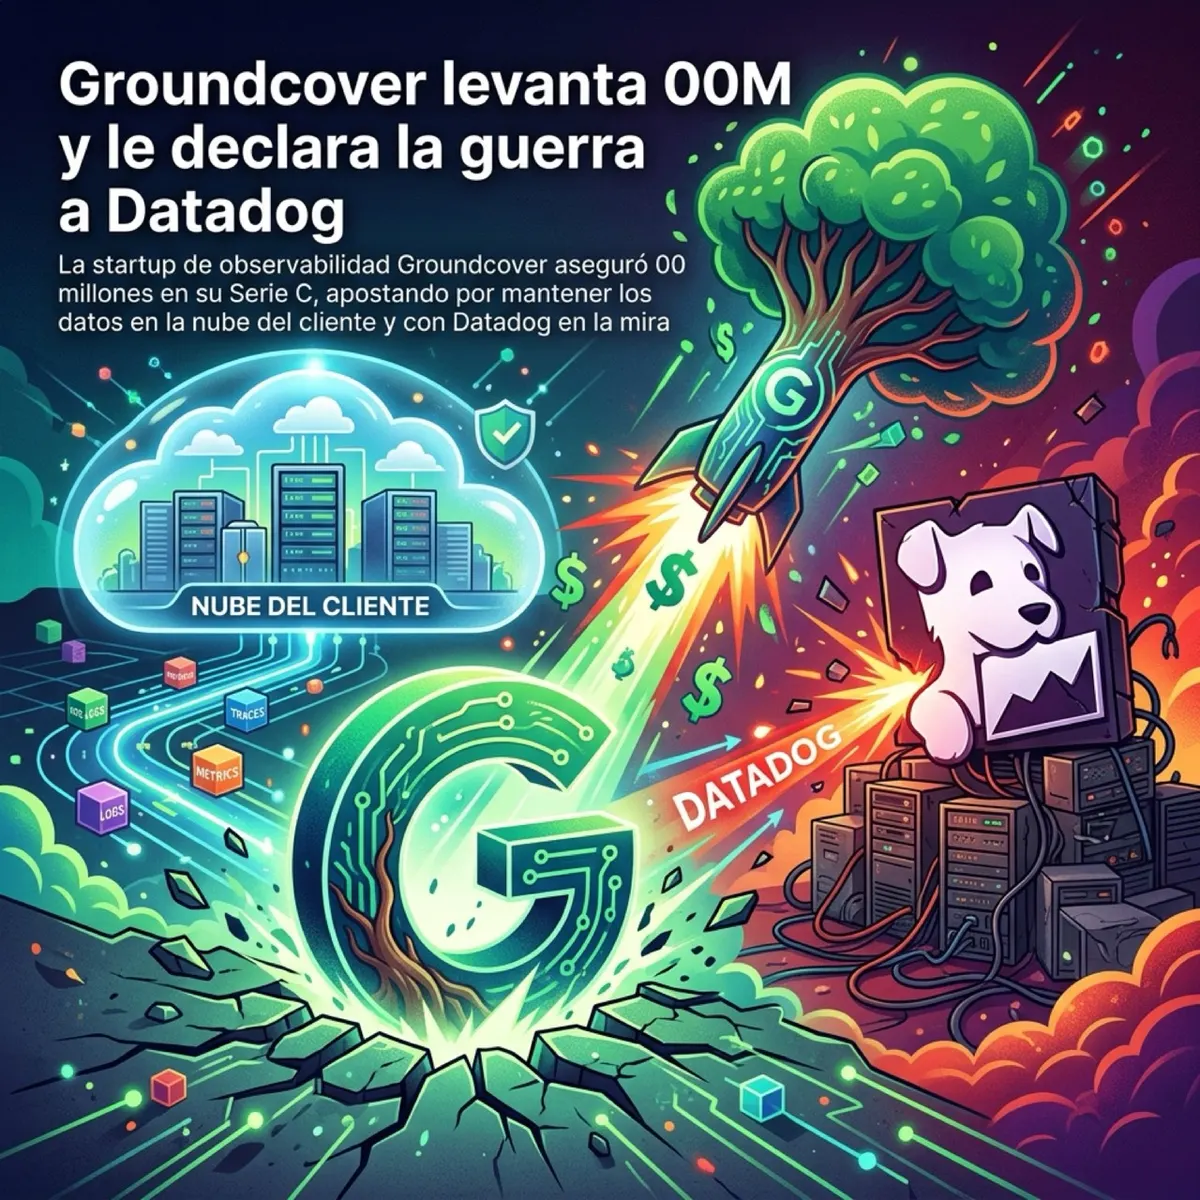 Groundcover levanta 00M
y le declara la guerra
a Datadog
La startup de observabilidad Groundcover aseguró 00
millones en su Serie C, apostando por mantener los
datos en la nube del cliente y con Datadog en la mira
G
NUBE DEL CLIENTE
TRACES
METRICS
LOGS
DATADOG
G